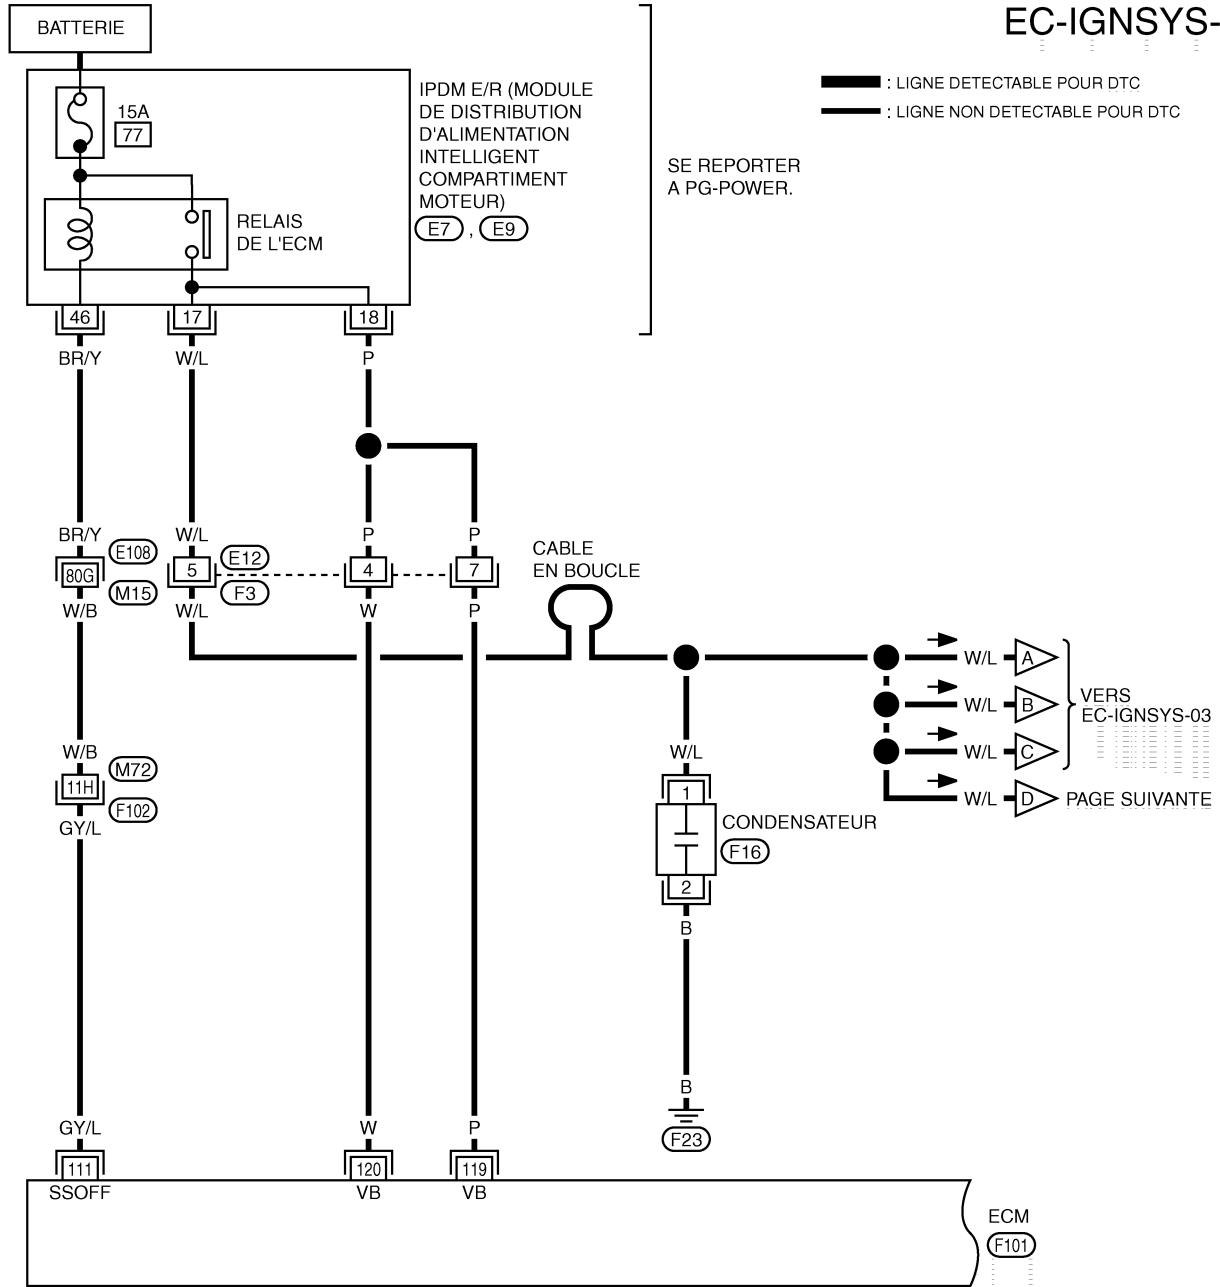 EC-IGNSYS-
BATTERIE
: LIGNE DETECTABLE POUR DTC
: LIGNE NON DETECTABLE POUR DTC
15A
77
IPDM E/R (MODULE
DE DISTRIBUTION
D'ALIMENTATION
INTELLIGENT
COMPARTIMENT
MOTEUR)
E7 , E9
SE REPORTER
A PG-POWER.
RELAIS
DE L'ECM
46 17 18
BR/Y W/L P
BR/Y W/L P P
E108 E12
80G 5 4 7
M15 F3
W/B W/L W P
CABLE
EN BOUCLE
W/L A
W/L B
W/L C
W/L D
VERS
EC-IGNSYS-03
PAGE SUIVANTE
W/B
M72
11H
F102
GY/L
W/L
1
CONDENSATEUR
F16
2
B
B
F23
GY/L W P
111 120 119
SSOFF VB VB
ECM
F101